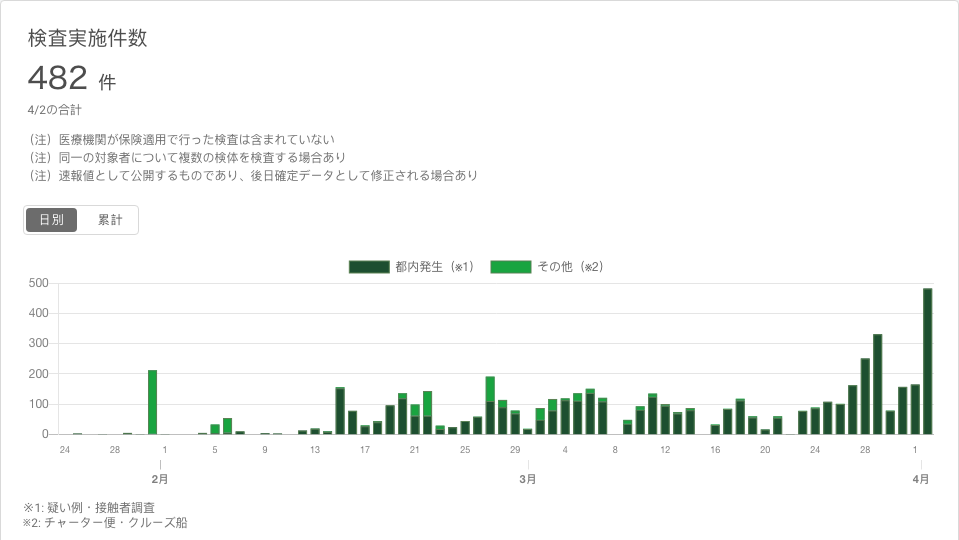 検査実施件数
482 件
4/2の合計
（注）医療機関が保険適用で行った検査は含まれていない
（注）同一の対象者について複数の検体を検査する場合あり
（注）速報値として公開するものであり、後日確定データとして修正される場合あり
日別 累計
都内発生（※1） その他（※2）
500
400
300
200
100
0
24 28 1 5 9 13 17 21 25 29 4 8 12 16 20 24 28 1
2月 3月 4月
※1: 疑い例・接触者調査
※2: チャーター便・クルーズ船